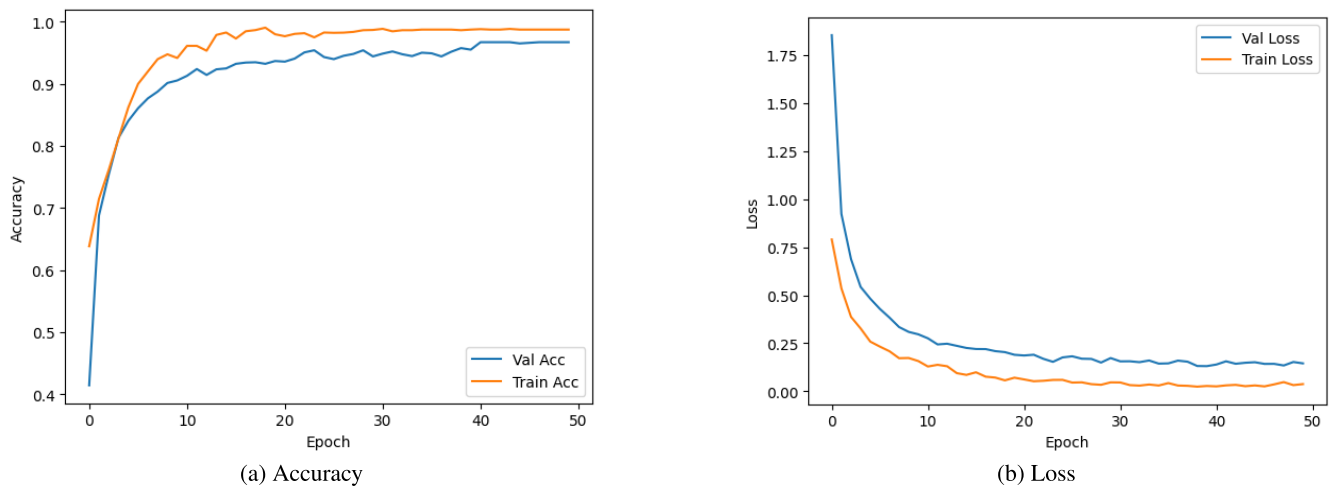 1.0
0.9
0.8
0.7
0.6
0.5
0.4
Accuracy
Val Acc
Train Acc
0 10 20 30 40 50
Epoch
(a) Accuracy
1.75
1.50
1.25
1.00
0.75
0.50
0.25
0.00
Loss
Val Loss
Train Loss
0 10 20 30 40 50
Epoch
(b) Loss